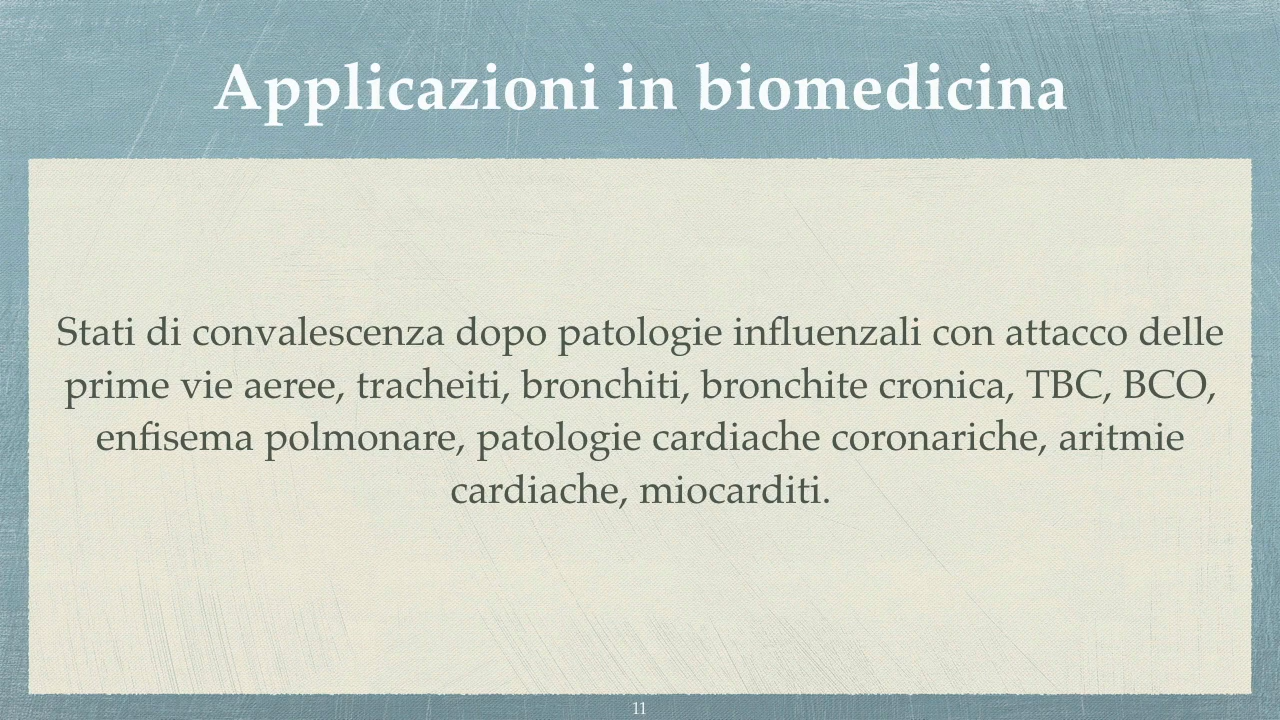 Applicazioni in biomedicina
Stati di convalescenza dopo patologie influenzali con attacco delle
prime vie aeree, tracheiti, bronchiti, bronchite cronica, TBC, BCO,
enfisema polmonare, patologie cardiache coronariche, aritmie
cardiache, miocarditi.
11